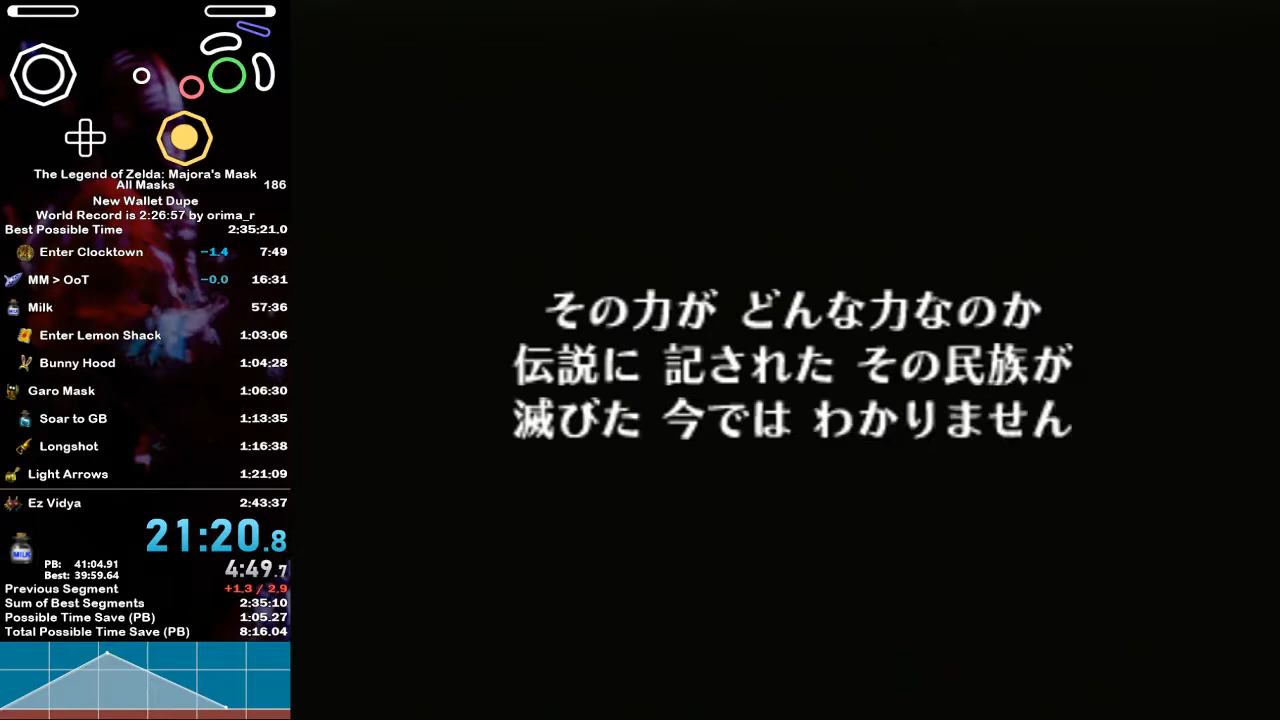 The Legend of Zelda: Majora's Mask
All Masks 186
New Wallet Dupe
World Record is 2:26:57 by orima_r
Best Possible Time 2:35:21.0
Enter Clocktown −1.4 7:49
MM > OoT −0.0 16:31
Milk 57:36
Enter Lemon Shack 1:03:06
Bunny Hood 1:04:28
Garo Mask 1:06:30
Soar to GB 1:13:35
Longshot 1:16:38
Light Arrows 1:21:09
Ez Vidya 2:43:37
21:20.8
MILK
PB: 41:04.91
Best: 39:59.64
4:49.7
Previous Segment +1.3 / 2.9
Sum of Best Segments 2:35:10
Possible Time Save (PB) 1:05.27
Total Possible Time Save (PB) 8:16.04
その力が どんな力なのか
伝説に 記された その民族が
滅びた 今では わかりません